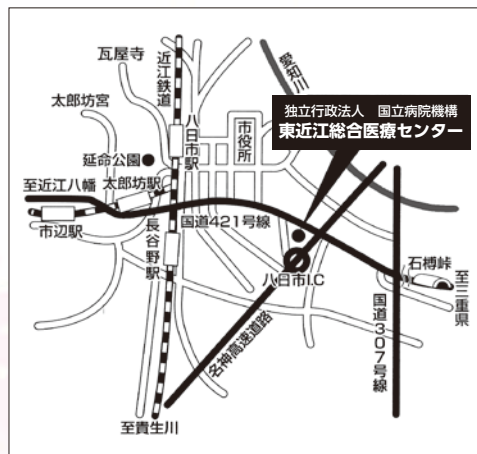 瓦屋寺
近江鉄道
愛知川
太郎坊宮
八日市駅
市役所
独立行政法人　国立病院機構
東近江総合医療センター
延命公園
太郎坊駅
至近江八幡
市辺駅
国道421号線
長谷野駅
八日市I.C
石榑峠
至三重県
国道307号線
名神高速道路
至貴生川